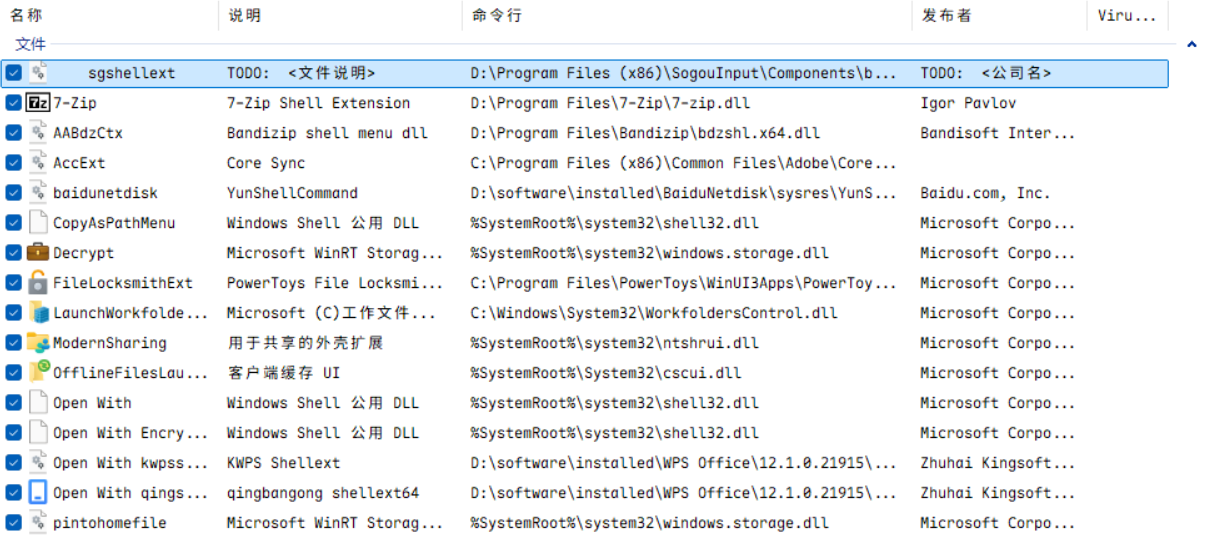 名称 说明 命令行 发布者 Viru...
文件
sgshellext TODO: <文件说明> D:\Program Files (x86)\SogouInput\Components\b... TODO: <公司名>
7-Zip 7-Zip Shell Extension D:\Program Files\7-Zip\7-zip.dll Igor Pavlov
AABdzCtx Bandizip shell menu dll D:\Program Files\Bandizip\bdzshl.x64.dll Bandisoft Inter...
AccExt Core Sync C:\Program Files (x86)\Common Files\Adobe\Core...
baidunetdisk YunShellCommand D:\software\installed\BaiduNetdisk\sysres\YunS... Baidu.com, Inc.
CopyAsPathMenu Windows Shell 公用 DLL %SystemRoot%\system32\shell32.dll Microsoft Corpo...
Decrypt Microsoft WinRT Storag... %SystemRoot%\system32\windows.storage.dll Microsoft Corpo...
FileLocksmithExt PowerToys File Locksmi... C:\Program Files\PowerToys\WinUI3Apps\PowerToy... Microsoft Corpo...
LaunchWorkfolde... Microsoft (C)工作文件... C:\Windows\System32\WorkfoldersControl.dll Microsoft Corpo...
ModernSharing 用于共享的外壳扩展 %SystemRoot%\system32\ntshrui.dll Microsoft Corpo...
OfflineFilesLau... 客户端缓存 UI %SystemRoot%\System32\cscui.dll Microsoft Corpo...
Open With Windows Shell 公用 DLL %SystemRoot%\system32\shell32.dll Microsoft Corpo...
Open With Encry... Windows Shell 公用 DLL %SystemRoot%\system32\shell32.dll Microsoft Corpo...
Open With kwpss... KWPS Shellext D:\software\installed\WPS Office\12.1.0.21915\... Zhuhai Kingsoft...
Open With qings... qingbangong shellext64 D:\software\installed\WPS Office\12.1.0.21915\... Zhuhai Kingsoft...
pintohomefile Microsoft WinRT Storag... %SystemRoot%\system32\windows.storage.dll Microsoft Corpo...